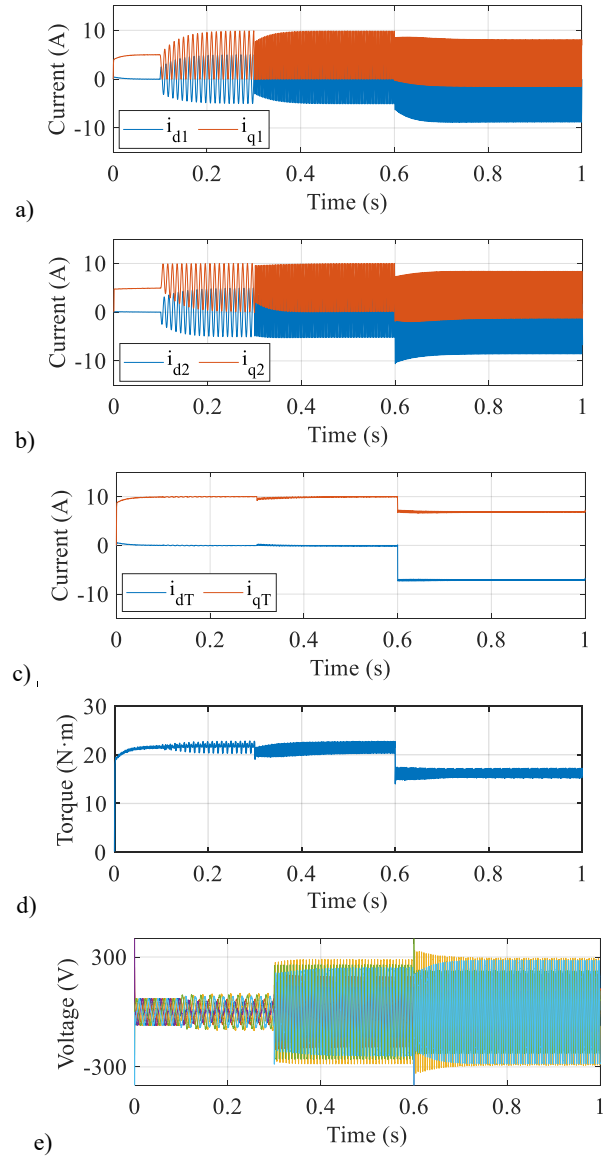 10
0
-10
Current (A)
i_d1 i_q1
0 0.2 0.4 0.6 0.8 1
Time (s)
a)
10
0
-10
Current (A)
i_d2 i_q2
0 0.2 0.4 0.6 0.8 1
Time (s)
b)
10
0
-10
Current (A)
i_dT i_qT
0 0.2 0.4 0.6 0.8 1
Time (s)
c)
30
20
10
0
Torque (N·m)
0 0.2 0.4 0.6 0.8 1
Time (s)
d)
300
0
-300
Voltage (V)
0 0.2 0.4 0.6 0.8 1
Time (s)
e)